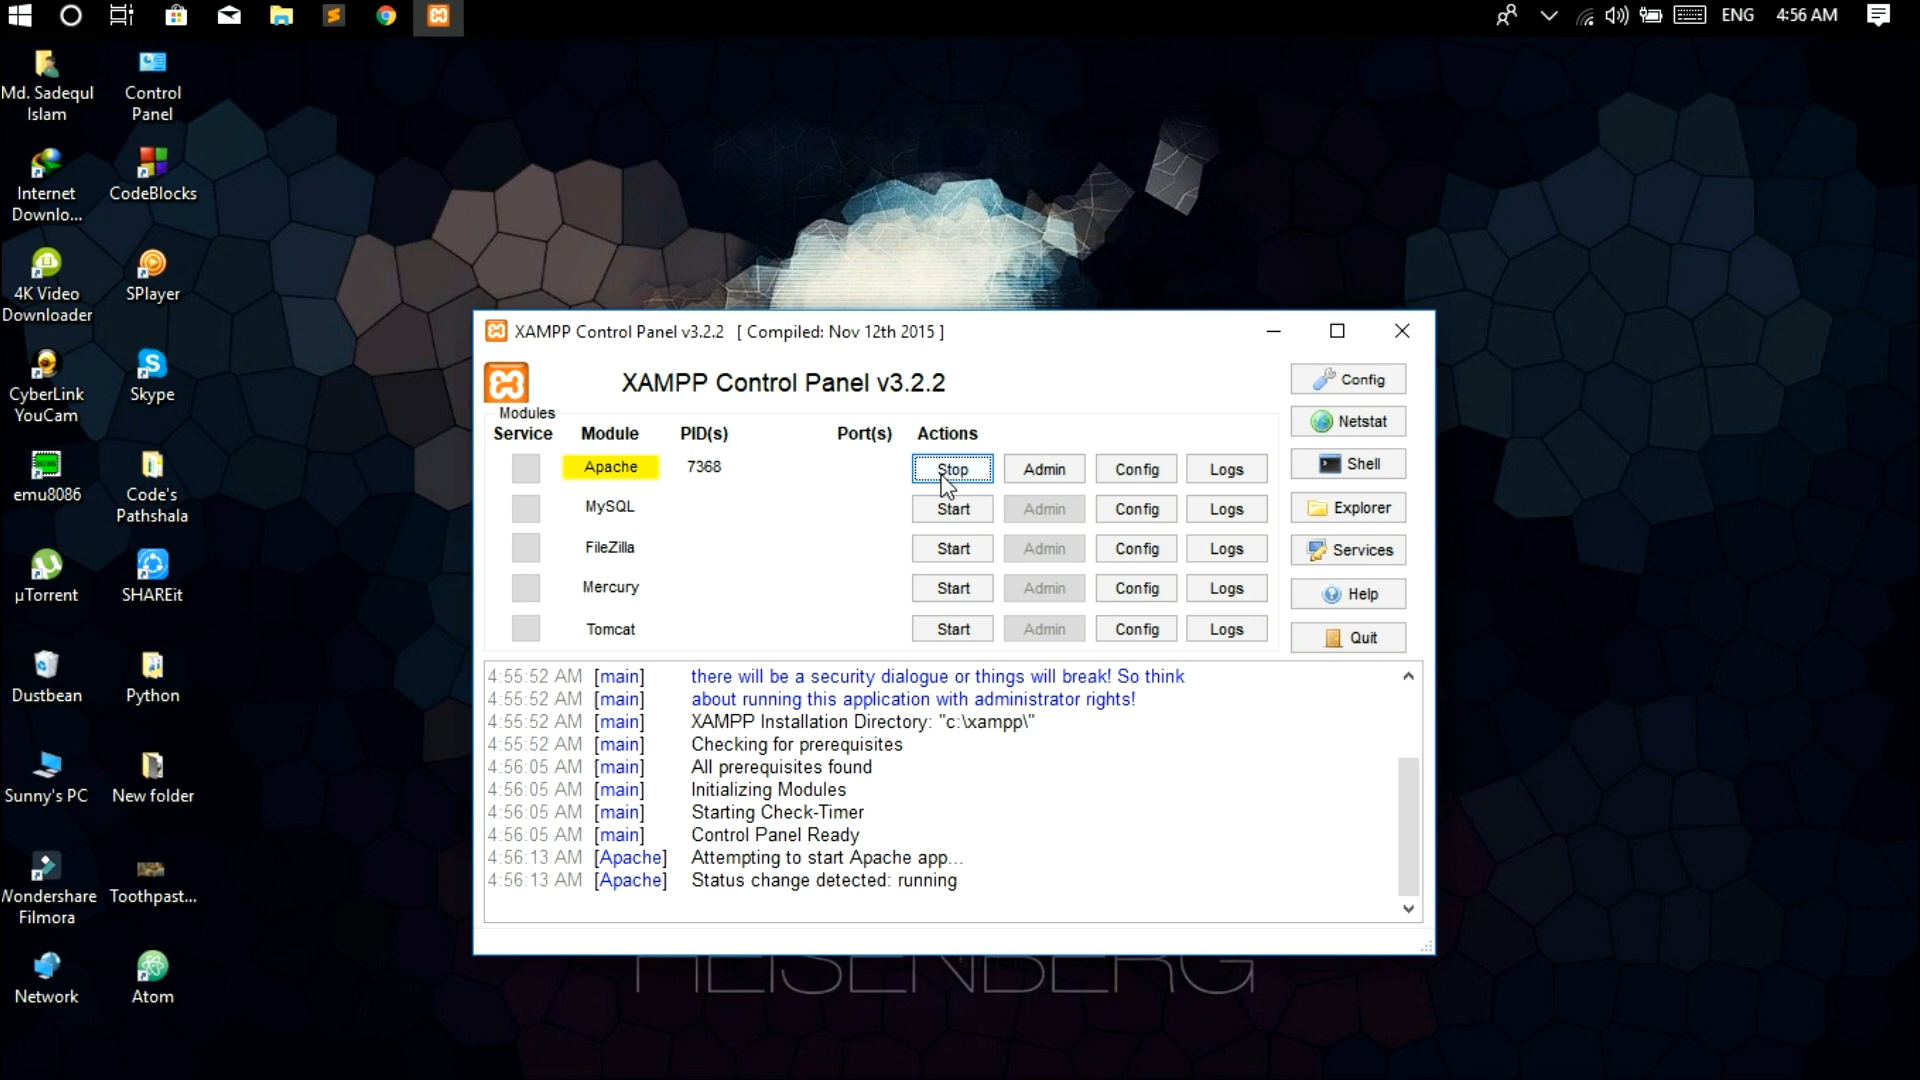 ENG 4:56 AM
Md. Sadequl
Islam
Control
Panel
Internet
Downlo...
CodeBlocks
4K Video
Downloader
SPlayer
CyberLink
YouCam
Skype
emu8086
Code's
Pathshala
µTorrent
SHAREit
Dustbean
Python
Sunny's PC
New folder
Wondershare
Filmora
Toothpast...
Network
Atom
XAMPP Control Panel v3.2.2 [ Compiled: Nov 12th 2015 ]
XAMPP Control Panel v3.2.2
Modules
Service Module PID(s) Port(s) Actions
Apache 7368 Stop Admin Config Logs
MySQL Start Admin Config Logs
FileZilla Start Admin Config Logs
Mercury Start Admin Config Logs
Tomcat Start Admin Config Logs
Config
Netstat
Shell
Explorer
Services
Help
Quit
4:55:52 AM [main] there will be a security dialogue or things will break! So think
4:55:52 AM [main] about running this application with administrator rights!
4:55:52 AM [main] XAMPP Installation Directory: "c:\xampp\"
4:55:52 AM [main] Checking for prerequisites
4:56:05 AM [main] All prerequisites found
4:56:05 AM [main] Initializing Modules
4:56:05 AM [main] Starting Check-Timer
4:56:05 AM [main] Control Panel Ready
4:56:13 AM [Apache] Attempting to start Apache app...
4:56:13 AM [Apache] Status change detected: running
HEISENBERG